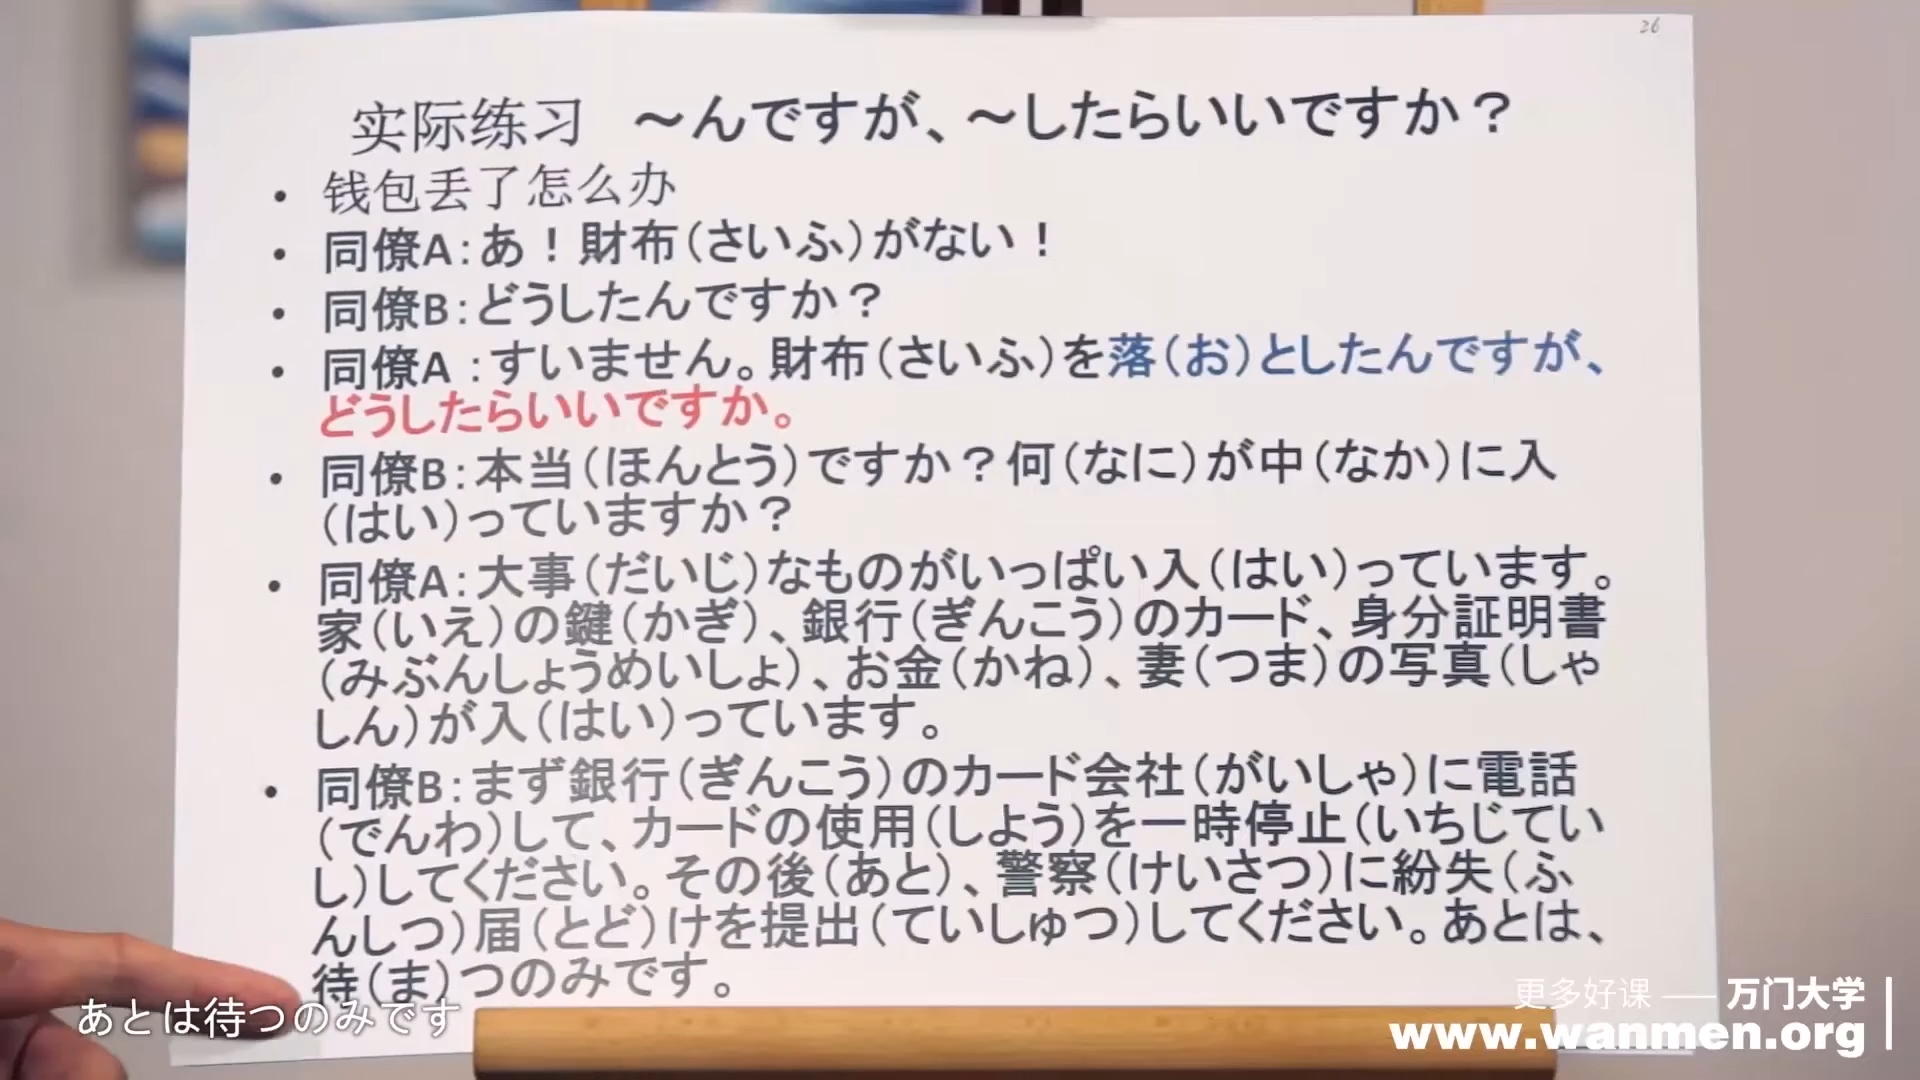 26
实际练习 ～んですが、～したらいいですか？
• 钱包丢了怎么办
• 同僚A：あ！財布（さいふ）がない！
• 同僚B：どうしたんですか？
• 同僚A：すいません。財布（さいふ）を落（お）としたんですが、
どうしたらいいですか。
• 同僚B：本当（ほんとう）ですか？何（なに）が中（なか）に入
（はい）っていますか？
• 同僚A：大事（だいじ）なものがいっぱい入（はい）っています。
家（いえ）の鍵（かぎ）、銀行（ぎんこう）のカード、身分証明書
（みぶんしょうめいしょ）、お金（かね）、妻（つま）の写真（しゃ
しん）が入（はい）っています。
• 同僚B：まず銀行（ぎんこう）のカード会社（がいしゃ）に電話
（でんわ）して、カードの使用（しよう）を一時停止（いちじてい
し）してください。その後（あと）、警察（けいさつ）に紛失（ふ
んしつ）届（とど）けを提出（ていしゅつ）してください。あとは、
待（ま）つのみです。
あとは待つのみです
更多好课 —— 万门大学
www.wanmen.org